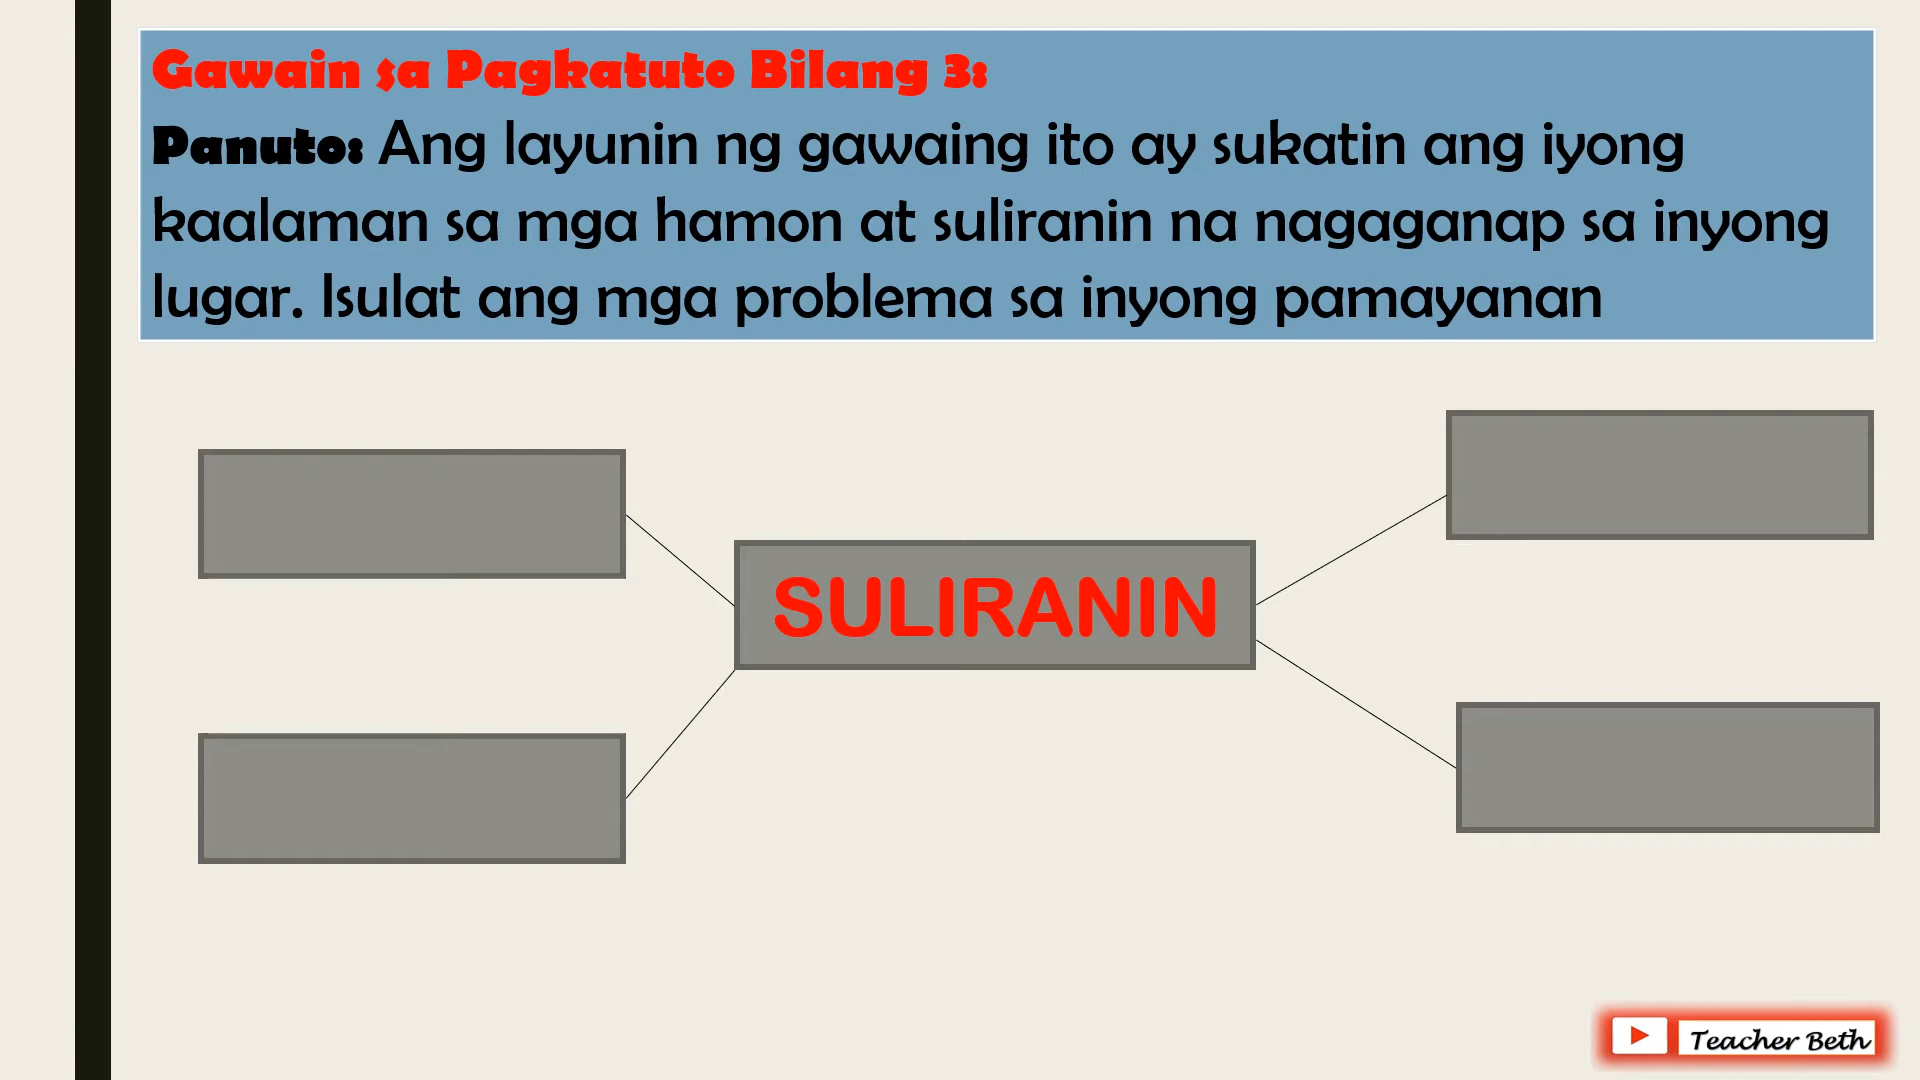 Gawain sa Pagkatuto Bilang 3:
Panuto: Ang layunin ng gawaing ito ay sukatin ang iyong
kaalaman sa mga hamon at suliranin na nagaganap sa inyong
lugar. Isulat ang mga problema sa inyong pamayanan
SULIRANIN
Teacher Beth